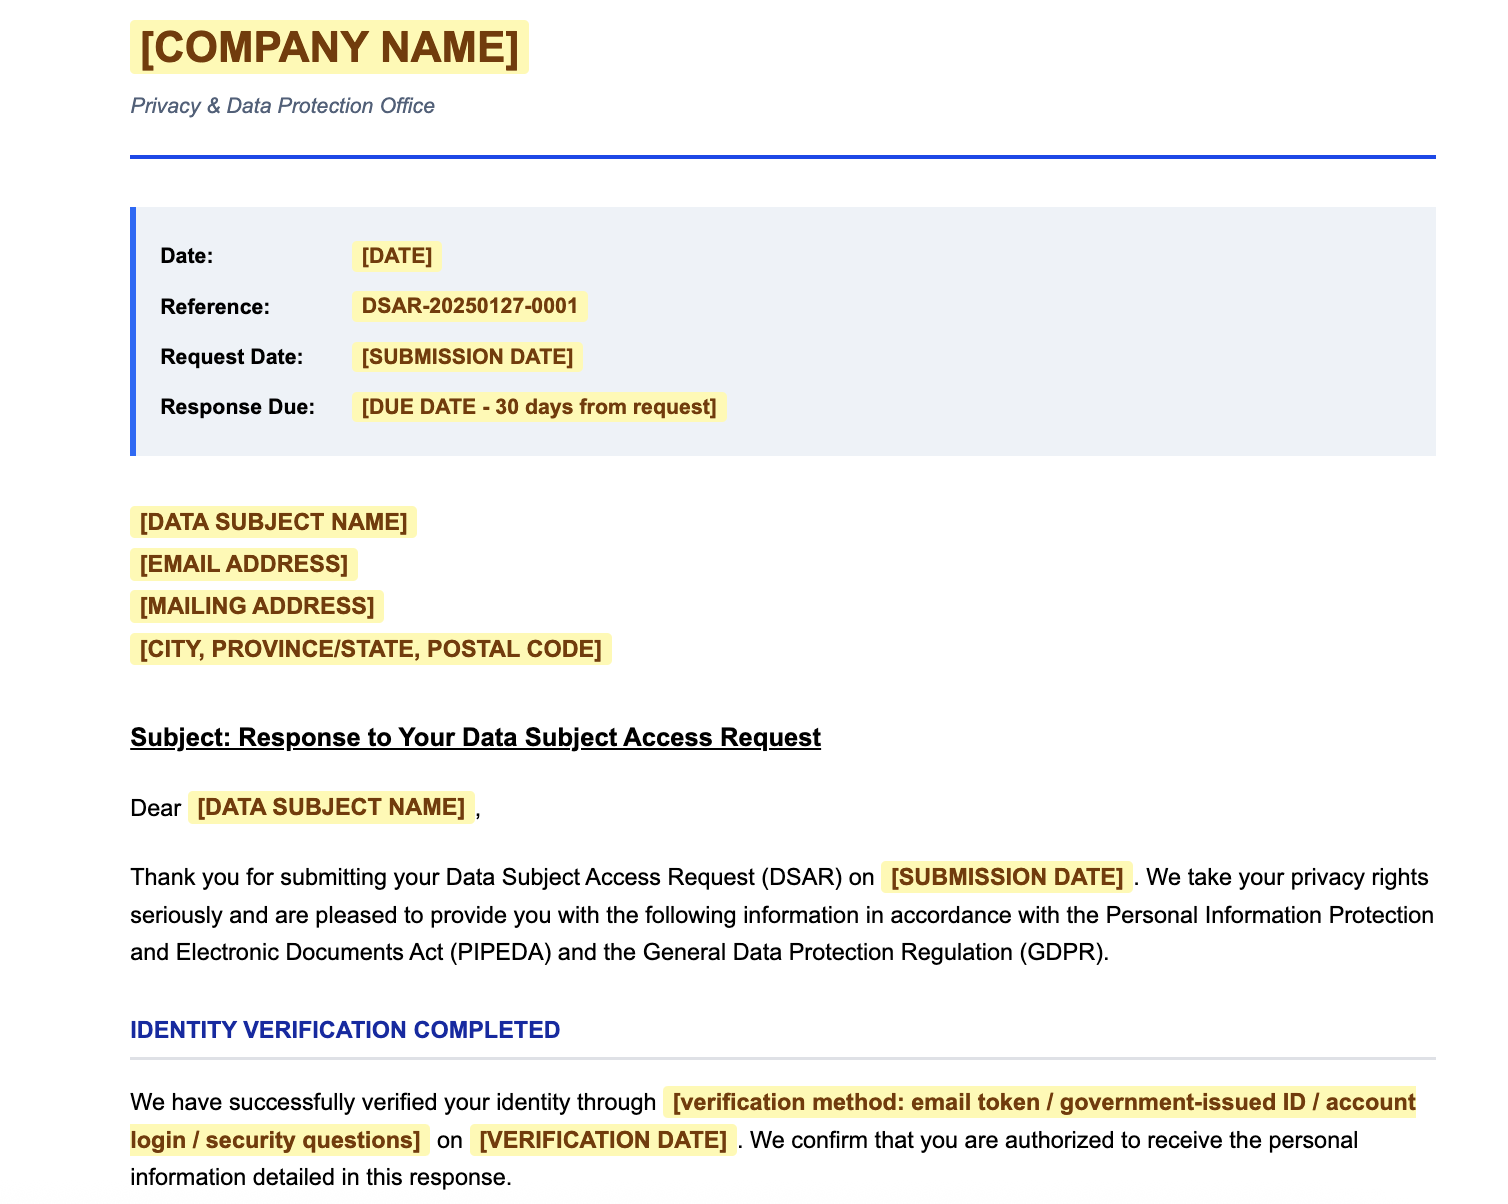 [COMPANY NAME]
Privacy & Data Protection Office
Date: [DATE]
Reference: DSAR-20250127-0001
Request Date: [SUBMISSION DATE]
Response Due: [DUE DATE - 30 days from request]
[DATA SUBJECT NAME]
[EMAIL ADDRESS]
[MAILING ADDRESS]
[CITY, PROVINCE/STATE, POSTAL CODE]
Subject: Response to Your Data Subject Access Request
Dear [DATA SUBJECT NAME],
Thank you for submitting your Data Subject Access Request (DSAR) on [SUBMISSION DATE]. We take your privacy rights
seriously and are pleased to provide you with the following information in accordance with the Personal Information Protection
and Electronic Documents Act (PIPEDA) and the General Data Protection Regulation (GDPR).
IDENTITY VERIFICATION COMPLETED
We have successfully verified your identity through [verification method: email token / government-issued ID / account
login / security questions] on [VERIFICATION DATE]. We confirm that you are authorized to receive the personal
information detailed in this response.